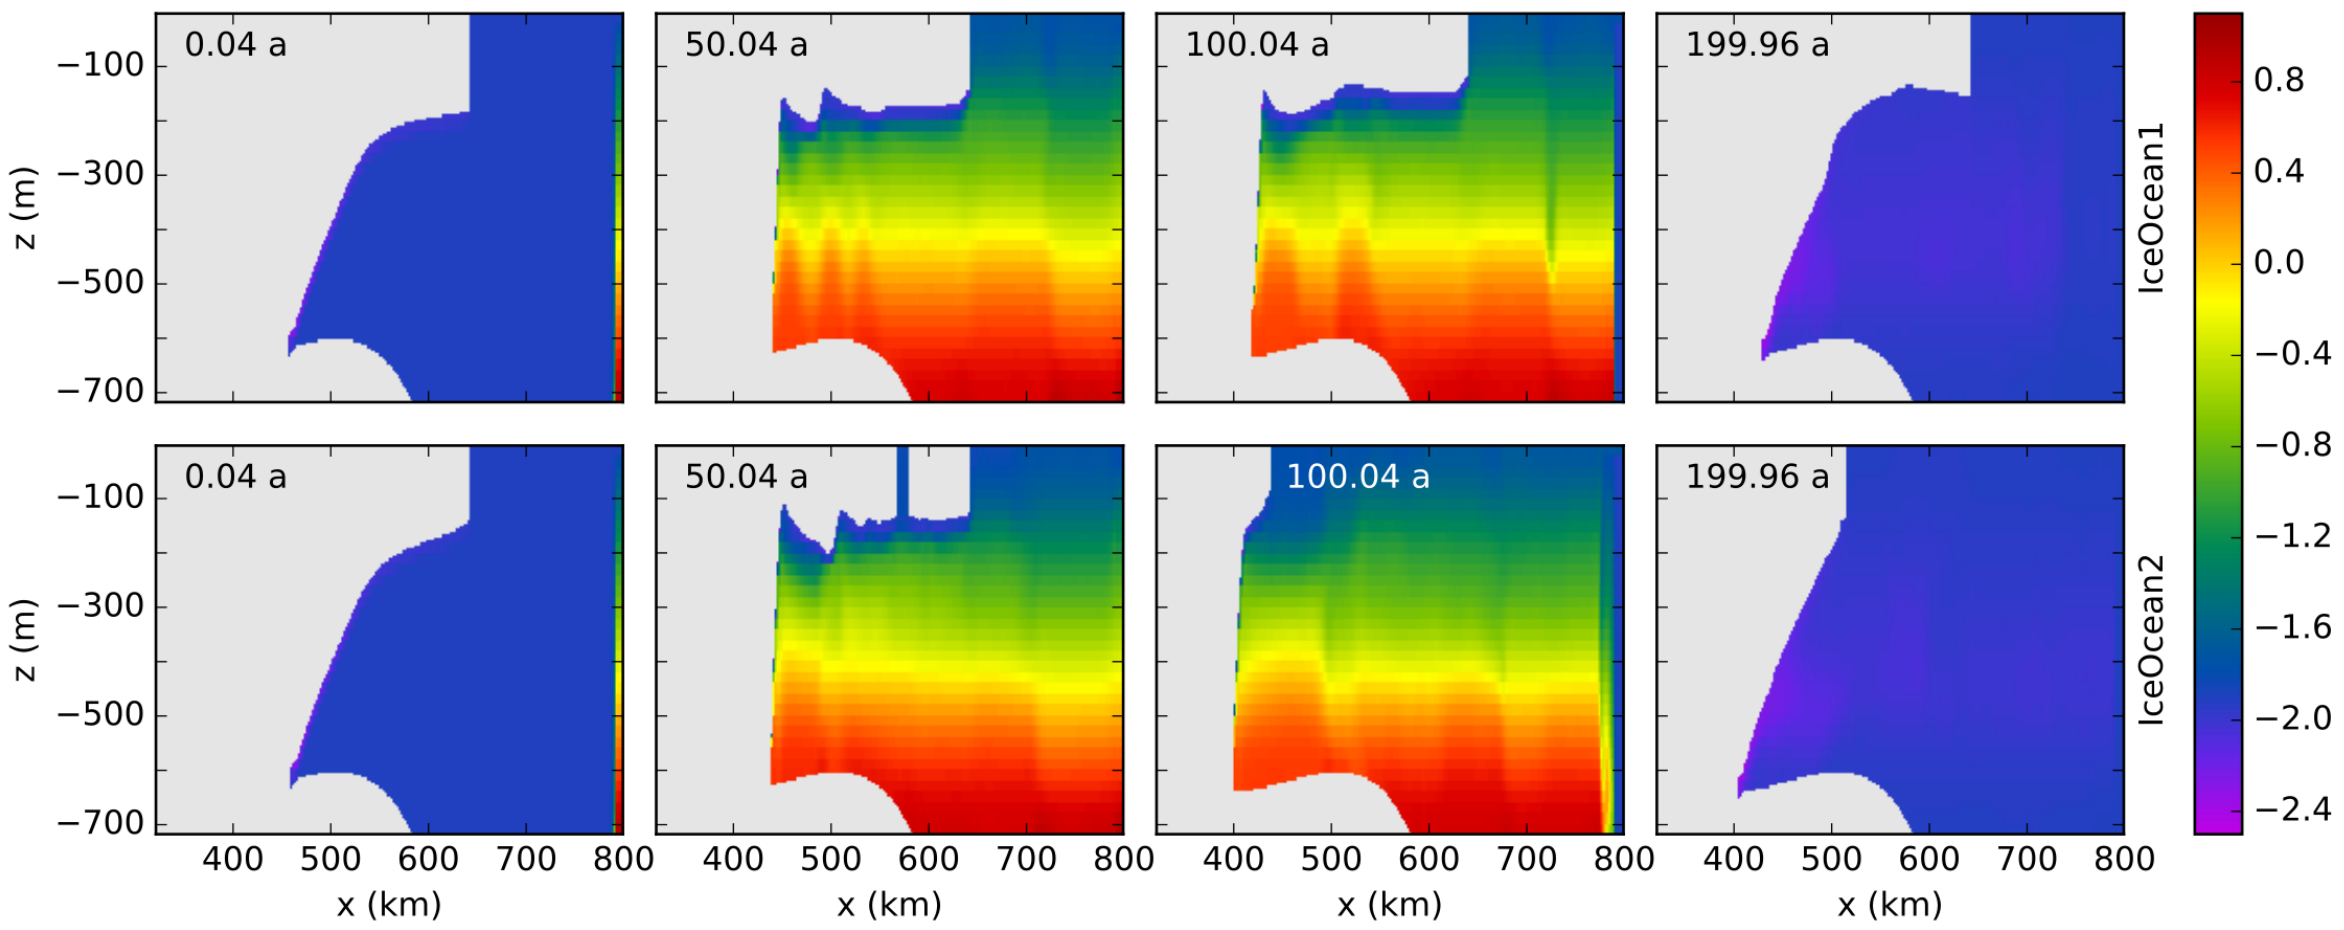 0.04 a
50.04 a
100.04 a
199.96 a
−100
−300
−500
−700
z (m)
IceOcean1
0.04 a
50.04 a
100.04 a
199.96 a
−100
−300
−500
−700
z (m)
IceOcean2
400 500 600 700 800
400 500 600 700 800
400 500 600 700 800
400 500 600 700 800
x (km)
x (km)
x (km)
x (km)
0.8
0.4
0.0
−0.4
−0.8
−1.2
−1.6
−2.0
−2.4